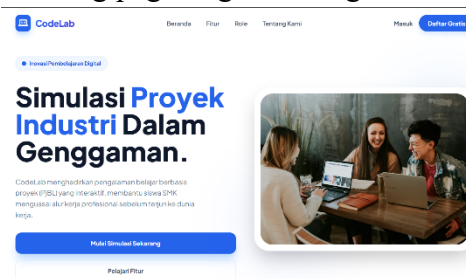 CodeLab
Beranda Fitur Role Tentang Kami
Masuk Daftar Gratis
Inovasi Pembelajaran Digital
Simulasi Proyek
Industri Dalam
Genggaman.
CodeLab menghadirkan pengalaman belajar berbasis
proyek (PjBL) yang interaktif, membantu siswa SMK
menguasai alur kerja profesional sebelum terjun ke dunia
kerja.
Mulai Simulasi Sekarang
Pelajari Fitur